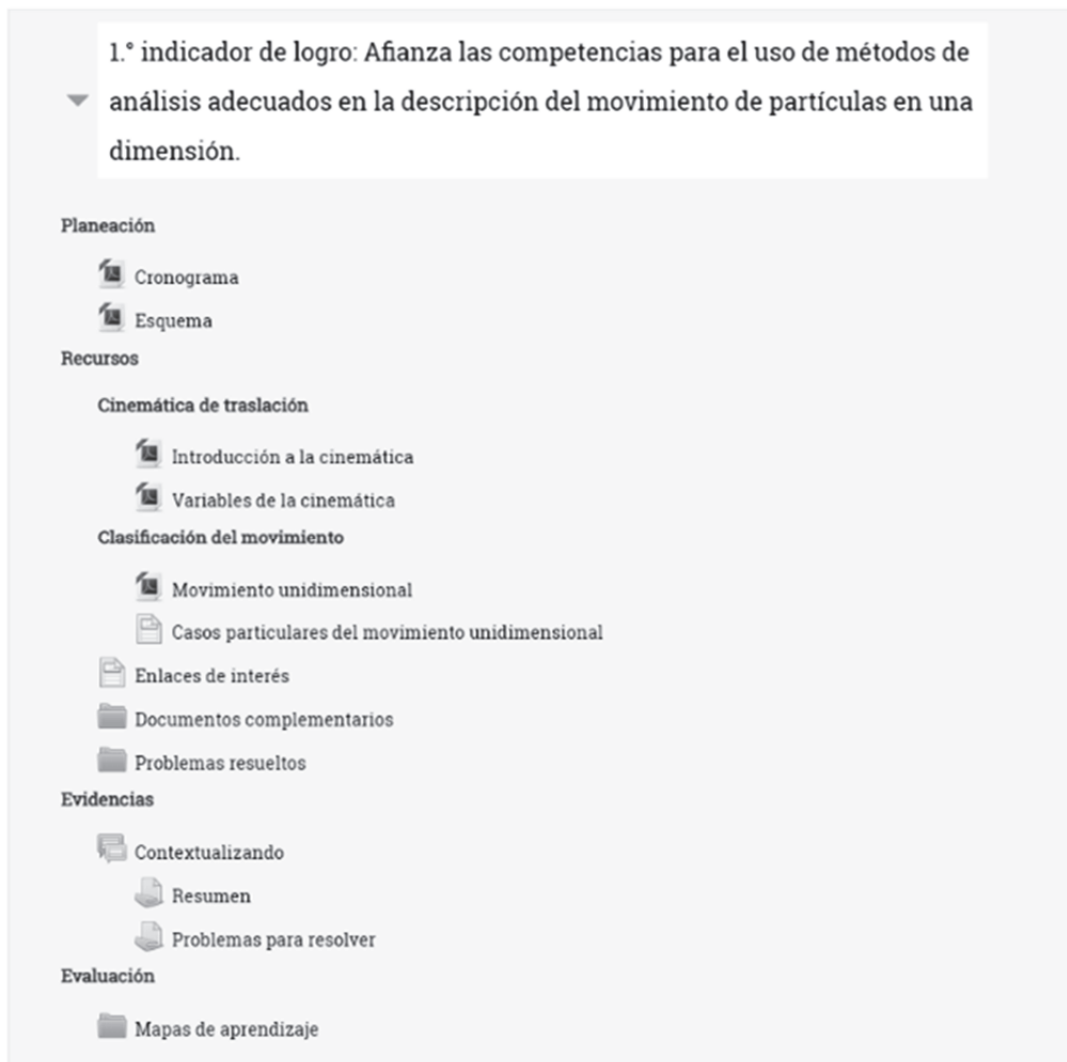 1.° indicador de logro: Afianza las competencias para el uso de métodos de
análisis adecuados en la descripción del movimiento de partículas en una
dimensión.
Planeación
Cronograma
Esquema
Recursos
Cinemática de traslación
Introducción a la cinemática
Variables de la cinemática
Clasificación del movimiento
Movimiento unidimensional
Casos particulares del movimiento unidimensional
Enlaces de interés
Documentos complementarios
Problemas resueltos
Evidencias
Contextualizando
Resumen
Problemas para resolver
Evaluación
Mapas de aprendizaje